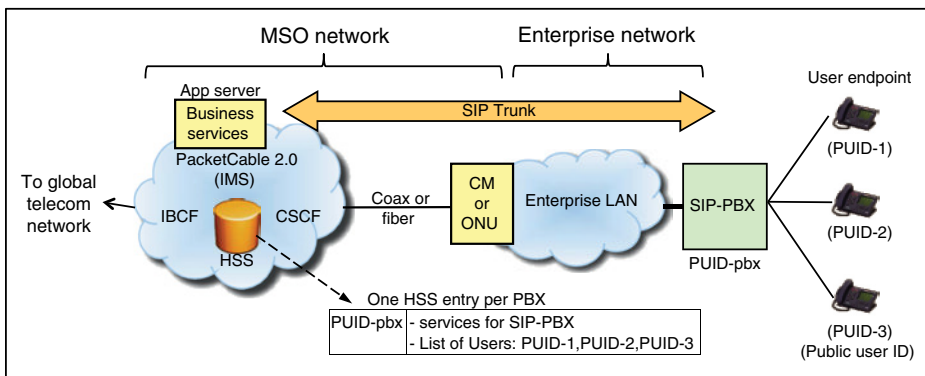 MSO network
Enterprise network
App server
Business
services
SIP Trunk
User endpoint
(PUID-1)
PacketCable 2.0
(IMS)
To global
telecom
network
IBCF
CSCF
HSS
Coax or
fiber
CM
or
ONU
Enterprise LAN
SIP-PBX
PUID-pbx
(PUID-2)
(PUID-3)
(Public user ID)
One HSS entry per PBX
PUID-pbx
- services for SIP-PBX
- List of Users: PUID-1,PUID-2,PUID-3